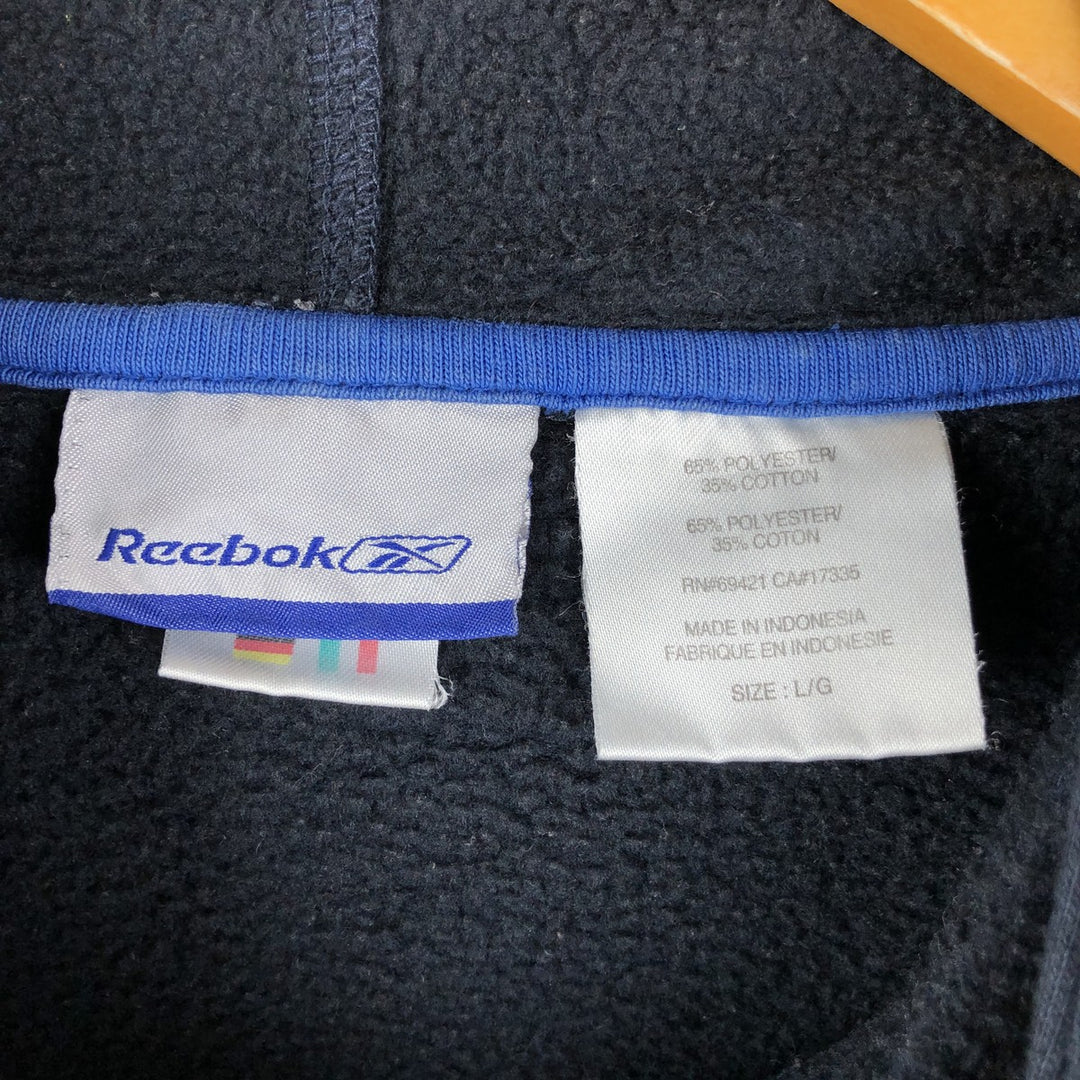 Reebok
65% POLYESTER/
35% COTTON
65% POLYESTER/
35% COTON
RN#69421 CA#17335
MADE IN INDONESIA
FABRIQUE EN INDONESIE
SIZE : L/G